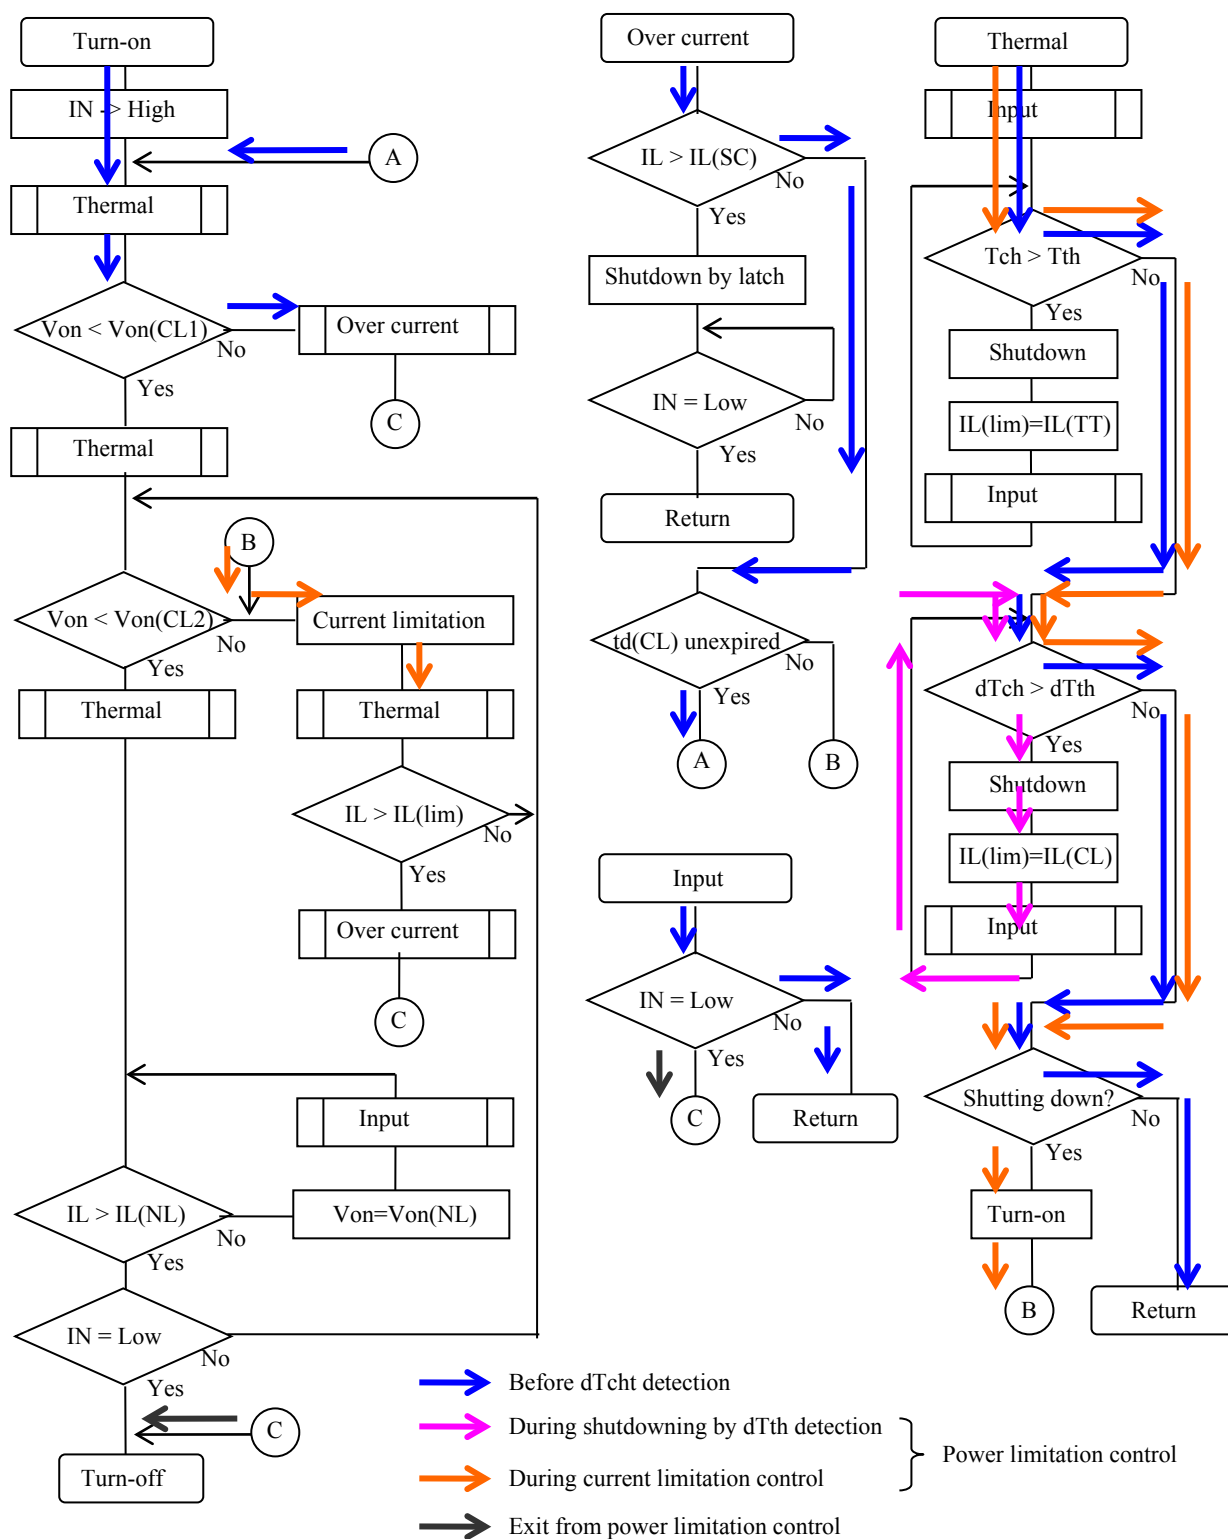 Turn-on
IN -> High
A
Thermal
Von < Von(CL1)
No
Yes
Over current
C
Thermal
B
Von < Von(CL2)
No
Yes
Current limitation
Thermal
Thermal
IL > IL(lim)
No
Yes
Over current
C
Input
Von=Von(NL)
IL > IL(NL)
No
Yes
IN = Low
No
Yes
C
Turn-off
Over current
IL > IL(SC)
No
Yes
Shutdown by latch
IN = Low
No
Yes
Return
td(CL) unexpired
No
Yes
A
B
Input
IN = Low
No
Yes
C
Return
Thermal
Input
Tch > Tth
No
Yes
Shutdown
IL(lim)=IL(TT)
Input
dTch > dTth
No
Yes
Shutdown
IL(lim)=IL(CL)
Input
Shutting down?
No
Yes
Turn-on
B
Return
Before dTcht detection
During shutdowning by dTth detection
Power limitation control
During current limitation control
Exit from power limitation control